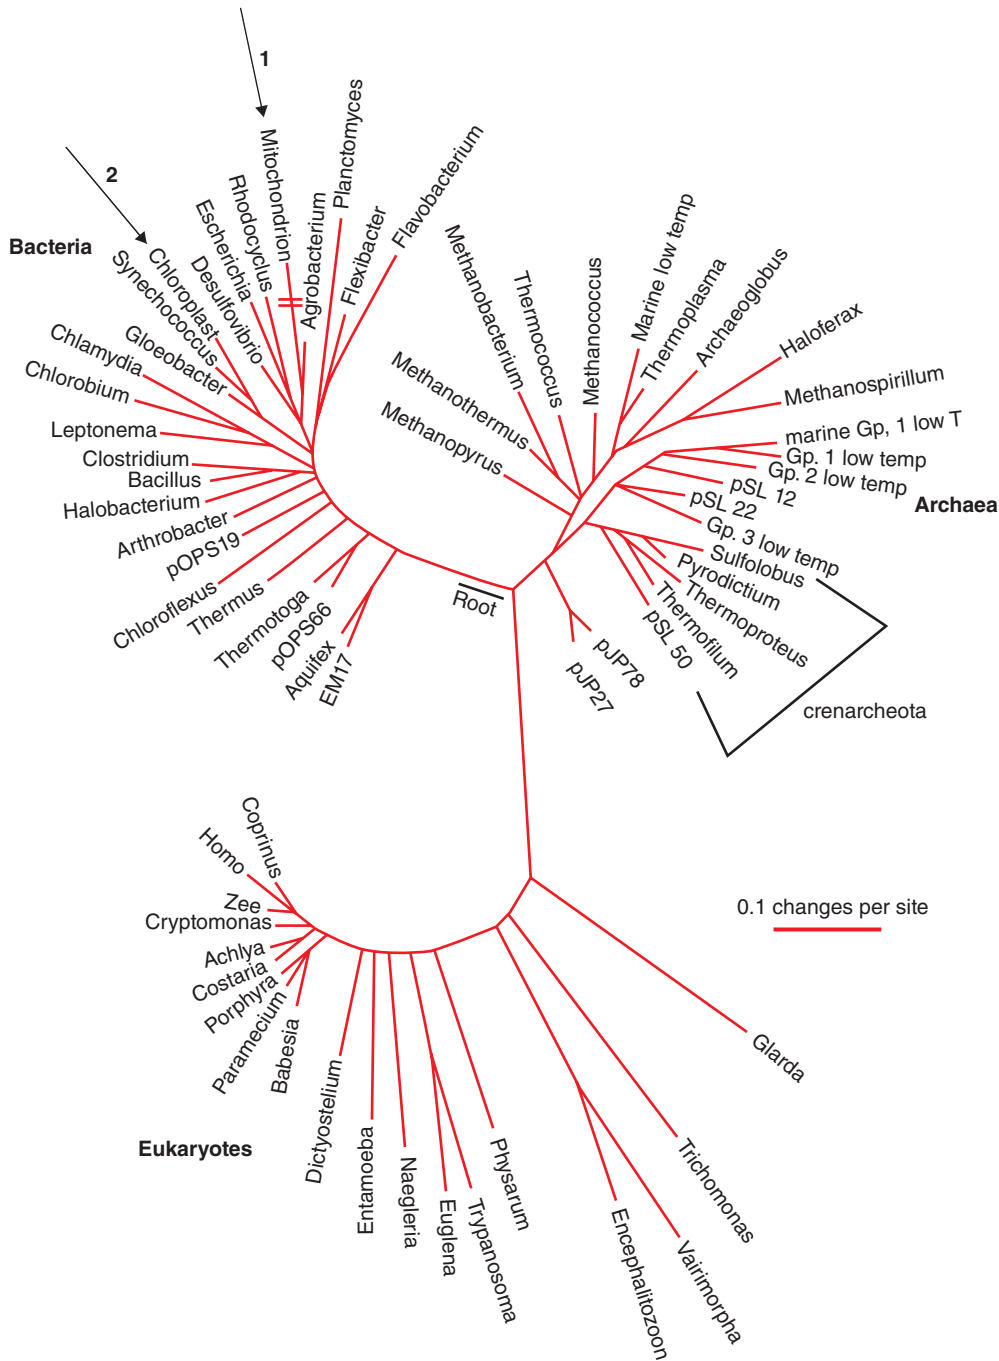 1
2
Bacteria
Mitochondrion
Planctomyces
Rhodocyclus
Escherichia
Agrobacterium
Flexibacter
Flavobacterium
Desulfovibrio
Chloroplast
Synechococcus
Gloeobacter
Chlamydia
Chlorobium
Leptonema
Clostridium
Bacillus
Halobacterium
Arthrobacter
pOPS19
Chloroflexus
Thermus
Thermotoga
pOPS66
Aquifex
EM17
Root
Methanopyrus
Methanothermus
Methanobacterium
Thermococcus
Methanococcus
Marine low temp
Thermoplasma
Archaeoglobus
Haloferax
Methanospirillum
marine Gp, 1 low T
Gp. 1 low temp
Gp. 2 low temp
pSL 12
Archaea
pSL 22
Gp. 3 low temp
Sulfolobus
Pyrodictium
Thermoproteus
Thermofilum
pSL 50
pJP78
pJP27
crenarcheota
Coprinus
Homo
Zee
Cryptomonas
Achlya
Costaria
Porphyra
Paramecium
Babesia
Eukaryotes
Dictyostelium
Entamoeba
Naegleria
Euglena
Trypanosoma
Physarum
Encephalitozoon
Vairimorpha
Trichomonas
Glarda
0.1 changes per site